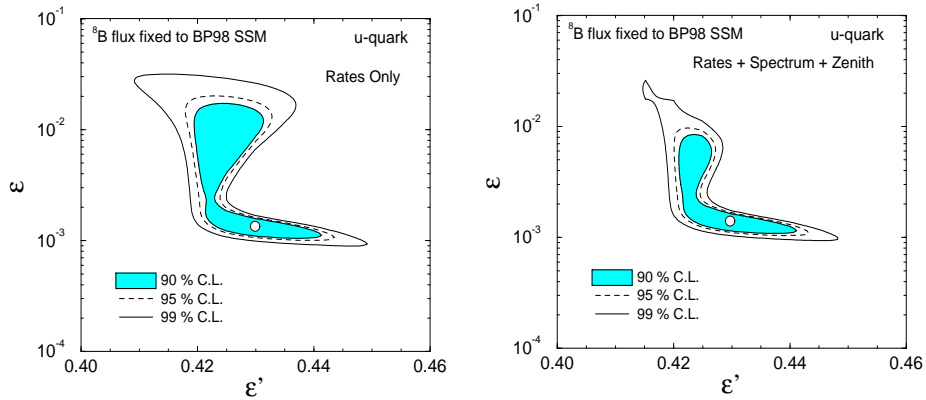 10^-1
^8B flux fixed to BP98 SSM
u-quark
Rates Only
10^-2
ε
10^-3
90 % C.L.
95 % C.L.
99 % C.L.
10^-4
0.40
0.42
0.44
0.46
ε'
10^-1
^8B flux fixed to BP98 SSM
u-quark
Rates + Spectrum + Zenith
10^-2
ε
10^-3
90 % C.L.
95 % C.L.
99 % C.L.
10^-4
0.40
0.42
0.44
0.46
ε'